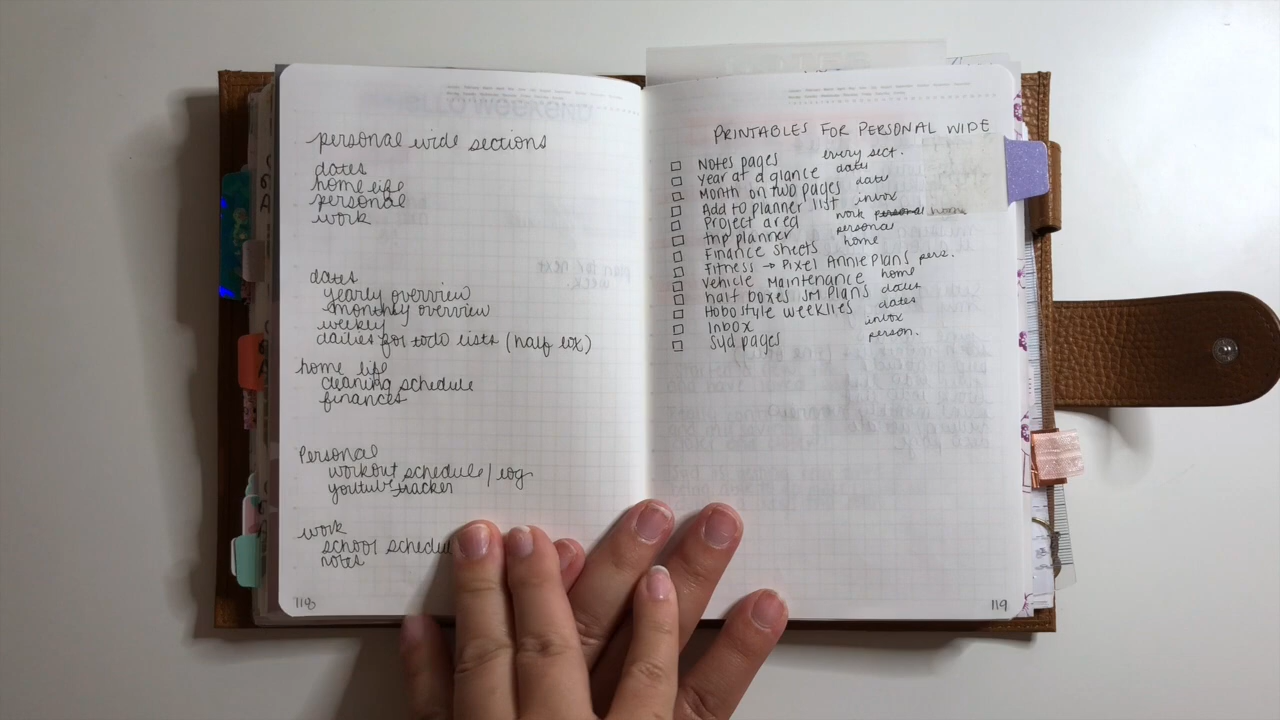 personal wide sections
dates
home life
personal
work
dates
yearly overview
monthly overview
weekly
dailies for todo lists (half box)
home life
cleaning schedule
finances
Personal
workout schedule / log
youtube tracker
work
school schedul
notes
118
PRINTABLES FOR PERSONAL WIDE
☐ Notes pages every sect.
☐ Year at a glance dates
☐ Month on two pages date
☐ Add to planner list inbox
☐ Project area work personal home
☐ tmp planner personal
☐ Finance sheets home
☐ Fitness → Pixel Annie Plans pers.
☐ Vehicle Maintenance home
☐ half boxes JSM Plans dates
☐ Hobo style weeklies dates
☐ Inbox inbox
☐ Syd pages person.
119